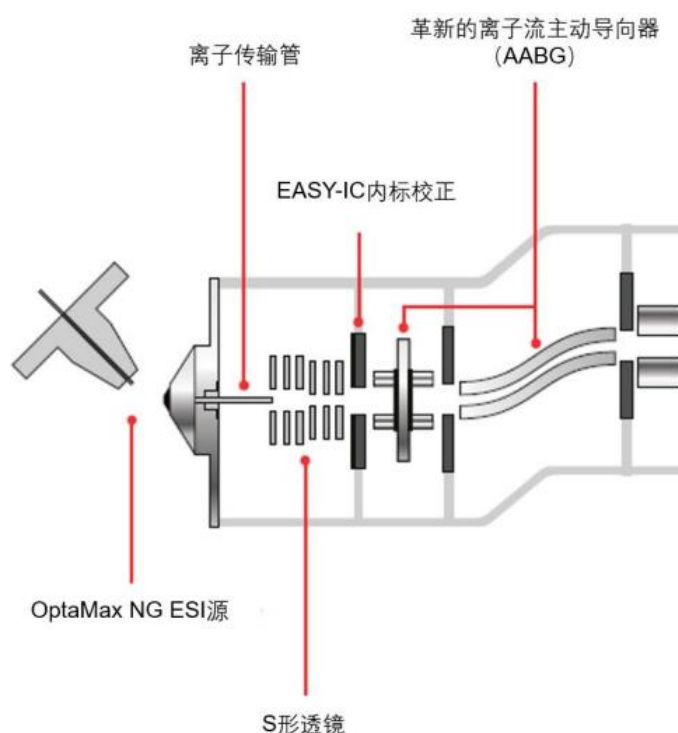 革新的离子流主动导向器
（AABG）
离子传输管
EASY-IC内标校正
OptaMax NG ESI源
S形透镜